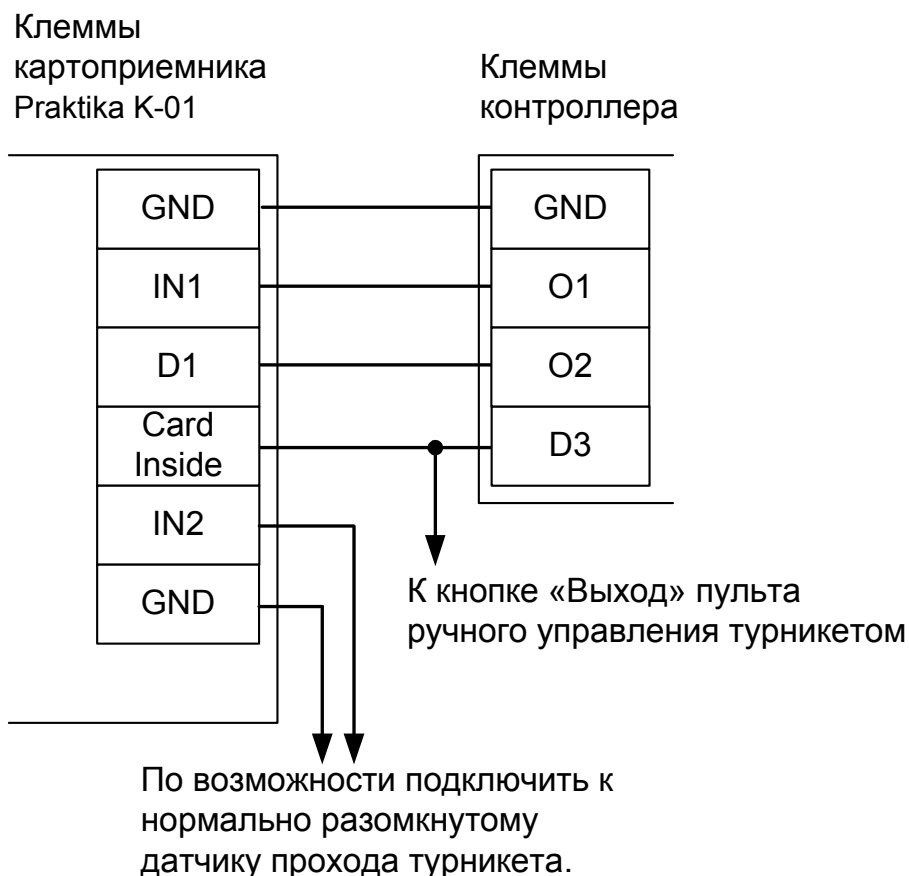 Клеммы
картоприемника
Praktika K-01
Клеммы
контроллера
GND
IN1
D1
Card
Inside
IN2
GND
GND
O1
O2
D3
К кнопке «Выход» пульта
ручного управления турникетом
По возможности подключить к
нормально разомкнутому
датчику прохода турникета.